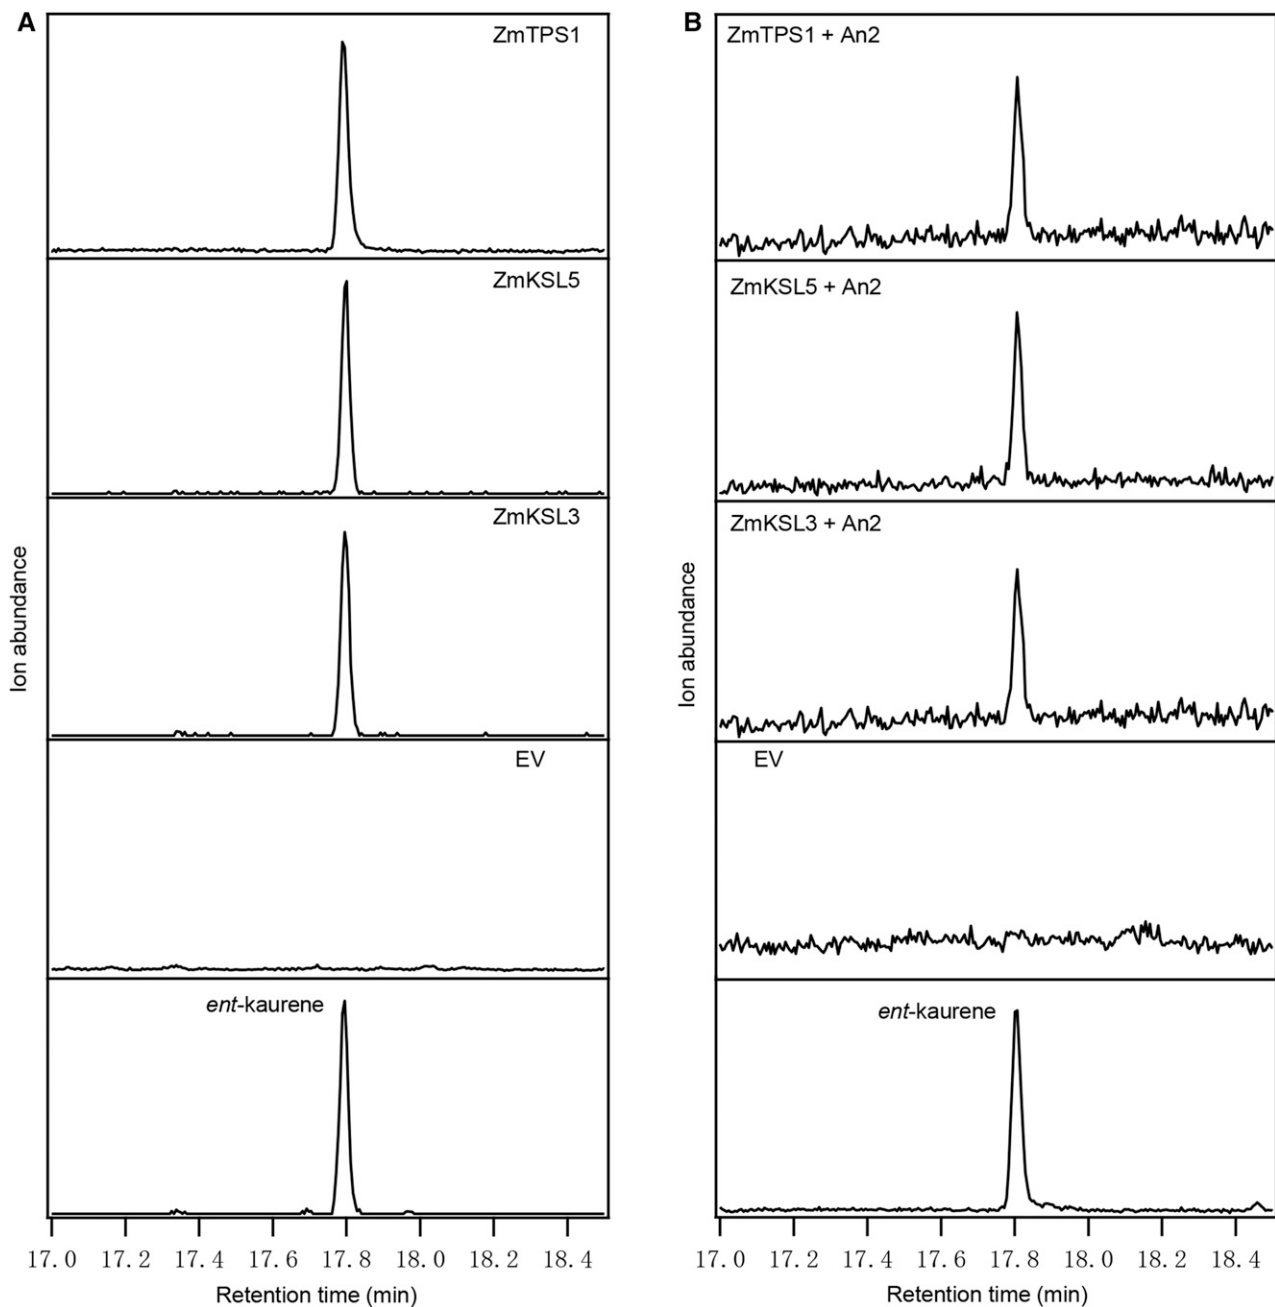 A
ZmTPS1
ZmKSL5
ZmKSL3
EV
ent-kaurene
Ion abundance
17.0 17.2 17.4 17.6 17.8 18.0 18.2 18.4
Retention time (min)
B
ZmTPS1 + An2
ZmKSL5 + An2
ZmKSL3 + An2
EV
ent-kaurene
Ion abundance
17.0 17.2 17.4 17.6 17.8 18.0 18.2 18.4
Retention time (min)